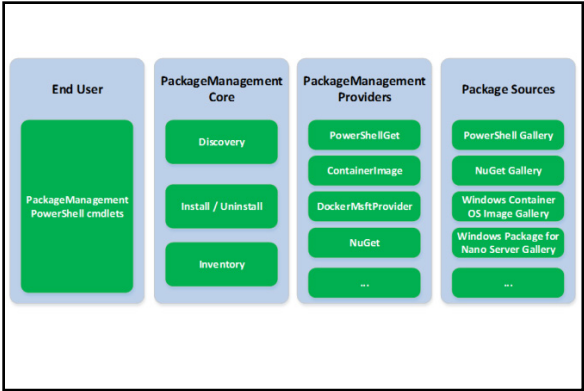 End User
PackageManagement
PowerShell cmdlets
PackageManagement
Core
Discovery
Install / Uninstall
Inventory
PackageManagement
Providers
PowerShellGet
ContainerImage
DockerMsftProvider
NuGet
...
Package Sources
PowerShell Gallery
NuGet Gallery
Windows Container
OS Image Gallery
Windows Package for
Nano Server Gallery
...